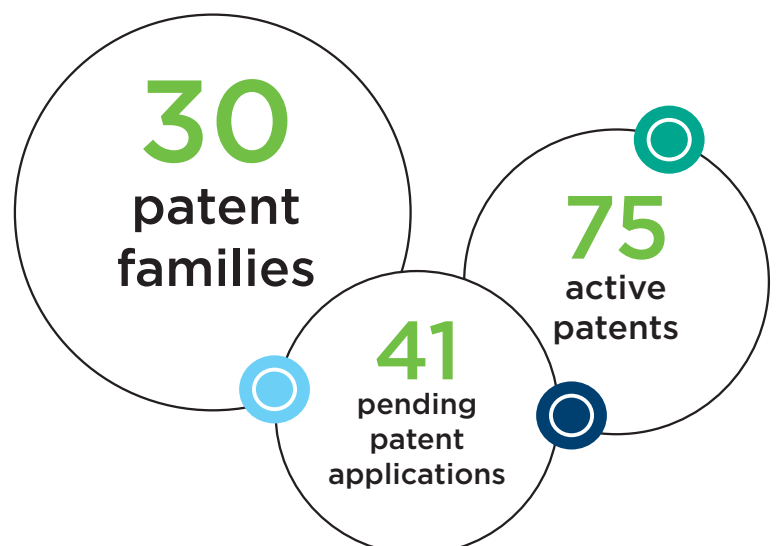 30
patent
families
75
active
patents
41
pending
patent
applications